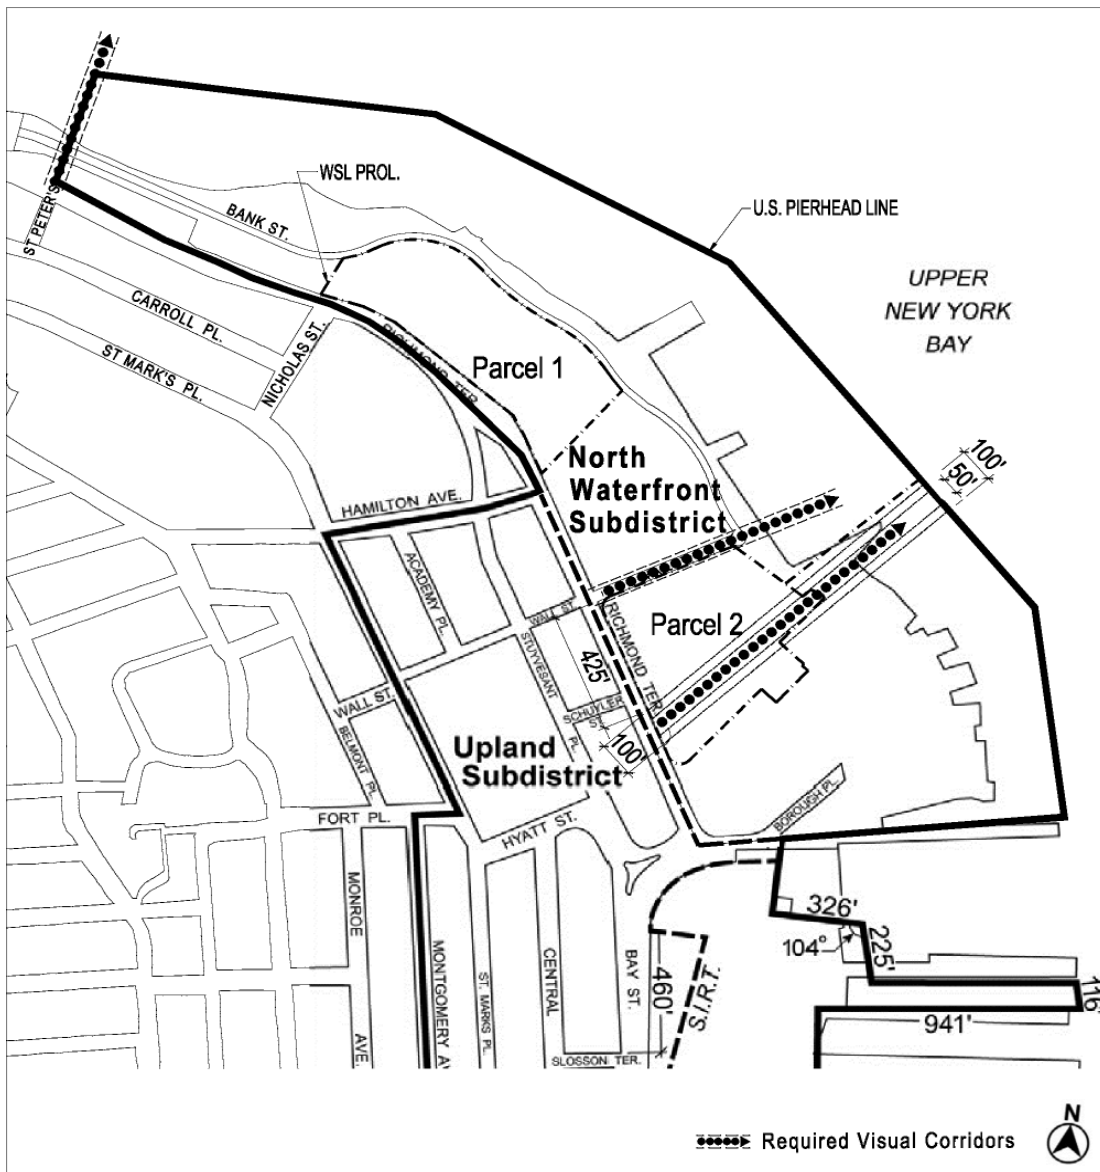 WSL PROL.
ST PETER'S
BANK ST.
U.S. PIERHEAD LINE
UPPER
NEW YORK
BAY
CARROLL PL.
NICHOLAS ST.
ST MARK'S PL.
RICHMOND TER.
Parcel 1
North
Waterfront
Subdistrict
100'
50'
HAMILTON AVE.
ACADEMY PL.
WALL ST.
STUYVESANT
PL.
RICHMOND TER.
Parcel 2
425'
SCHUYLER
ST.
100'
WALL ST.
BELMONT PL.
Upland
Subdistrict
BOROUGH PL.
FORT PL.
HYATT ST.
MONROE
AVE.
MONTGOMERY AV
ST. MARKS PL.
CENTRAL
BAY ST.
460'
S.I.R.T.
SLOSSON TER.
326'
104°
225'
116'
941'
N
Required Visual Corridors